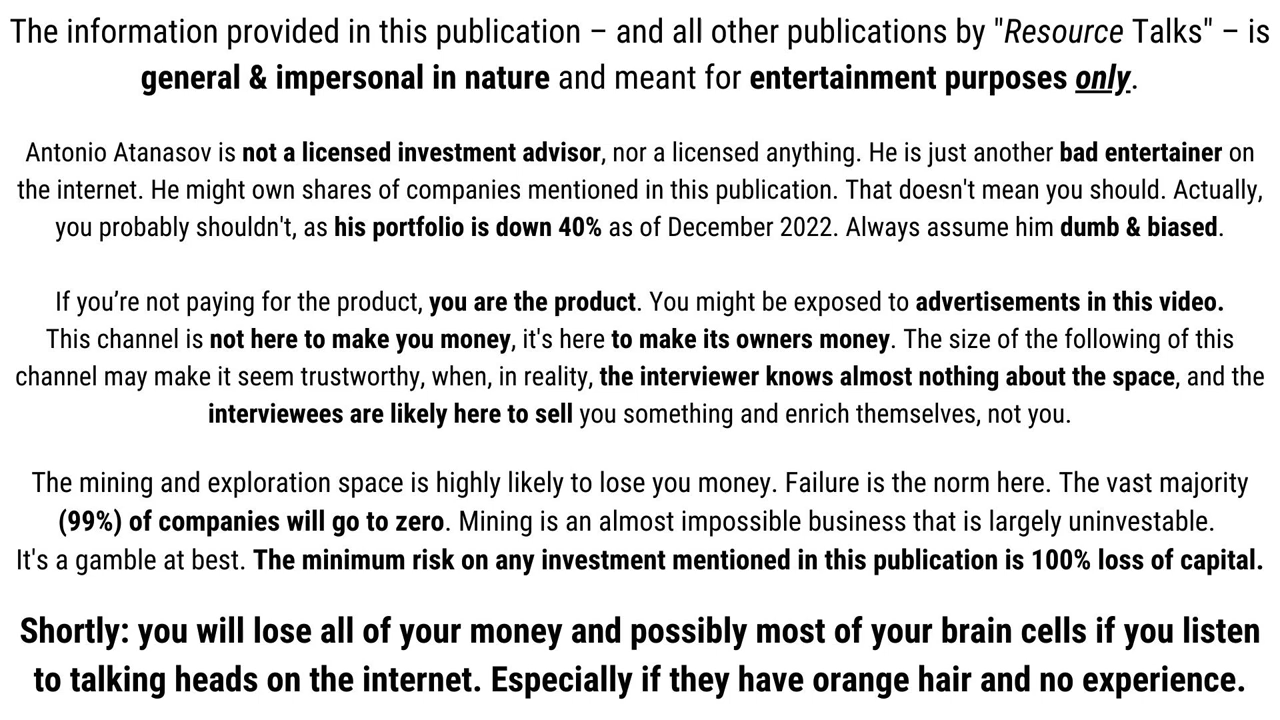 The information provided in this publication – and all other publications by "Resource Talks" – is
general & impersonal in nature and meant for entertainment purposes only.
Antonio Atanasov is not a licensed investment advisor, nor a licensed anything. He is just another bad entertainer on
the internet. He might own shares of companies mentioned in this publication. That doesn't mean you should. Actually,
you probably shouldn't, as his portfolio is down 40% as of December 2022. Always assume him dumb & biased.
If you’re not paying for the product, you are the product. You might be exposed to advertisements in this video.
This channel is not here to make you money, it's here to make its owners money. The size of the following of this
channel may make it seem trustworthy, when, in reality, the interviewer knows almost nothing about the space, and the
interviewees are likely here to sell you something and enrich themselves, not you.
The mining and exploration space is highly likely to lose you money. Failure is the norm here. The vast majority
(99%) of companies will go to zero. Mining is an almost impossible business that is largely uninvestable.
It's a gamble at best. The minimum risk on any investment mentioned in this publication is 100% loss of capital.
Shortly: you will lose all of your money and possibly most of your brain cells if you listen
to talking heads on the internet. Especially if they have orange hair and no experience.